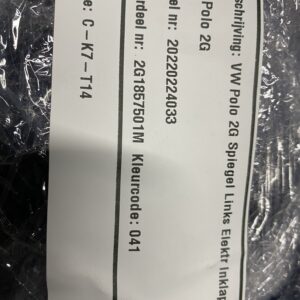 schrijving: VW Polo 2G Spiegel Links Elektr Inklap
Polo 2G
el nr: 20220224033
rdeel nr: 2G1857501M Kleurcode: 041
e: C-K7-T14